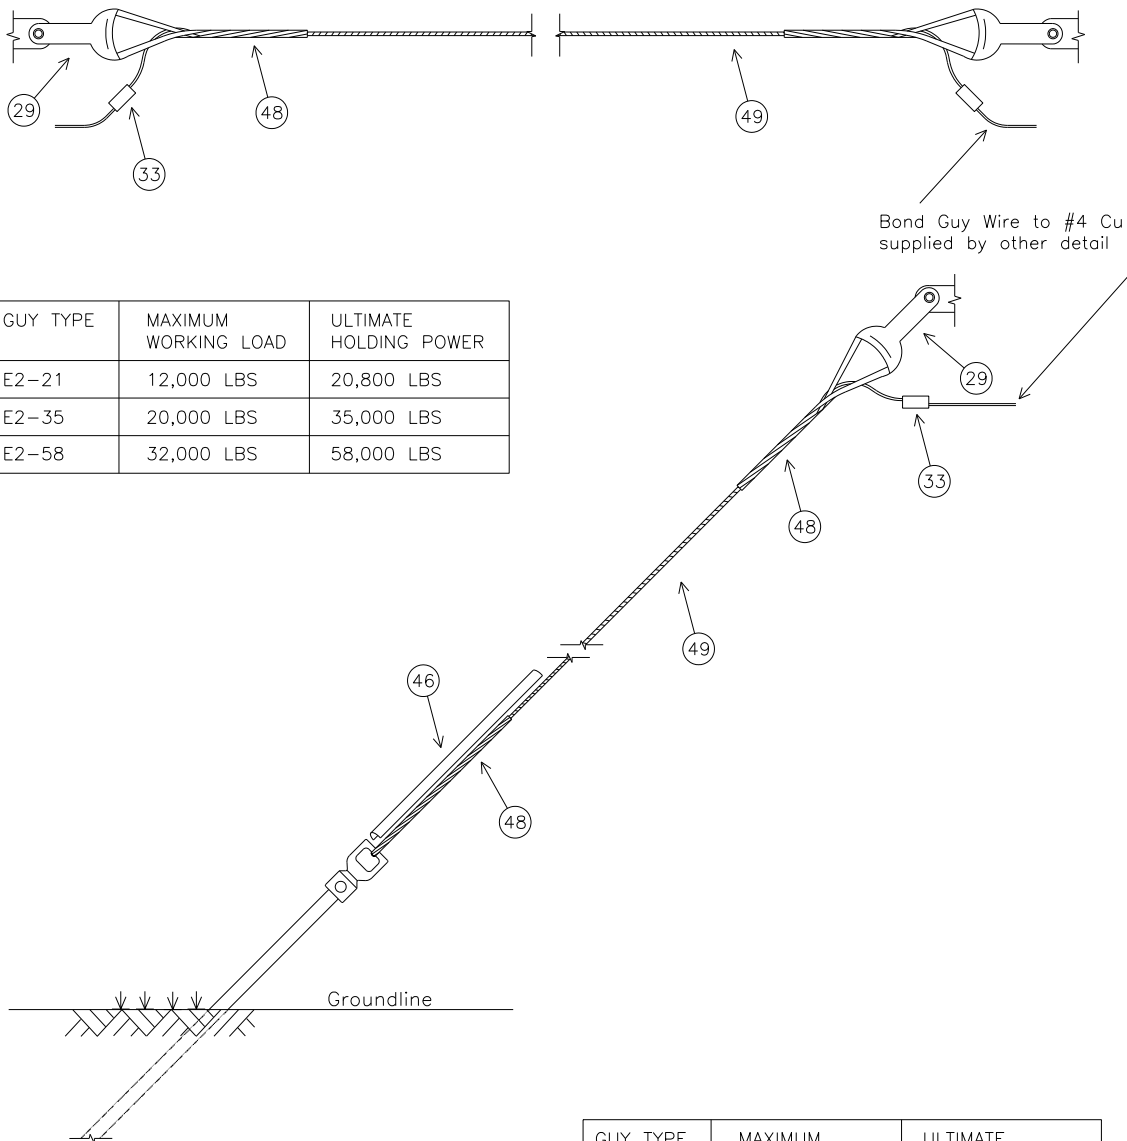 29
48
49
33
Bond Guy Wire to #4 Cu
supplied by other detail
GUY TYPE MAXIMUM WORKING LOAD ULTIMATE HOLDING POWER
E2-21 12,000 LBS 20,800 LBS
E2-35 20,000 LBS 35,000 LBS
E2-58 32,000 LBS 58,000 LBS
29
33
48
49
46
48
Groundline
GUY TYPE MAXIMUM ULTIMATE